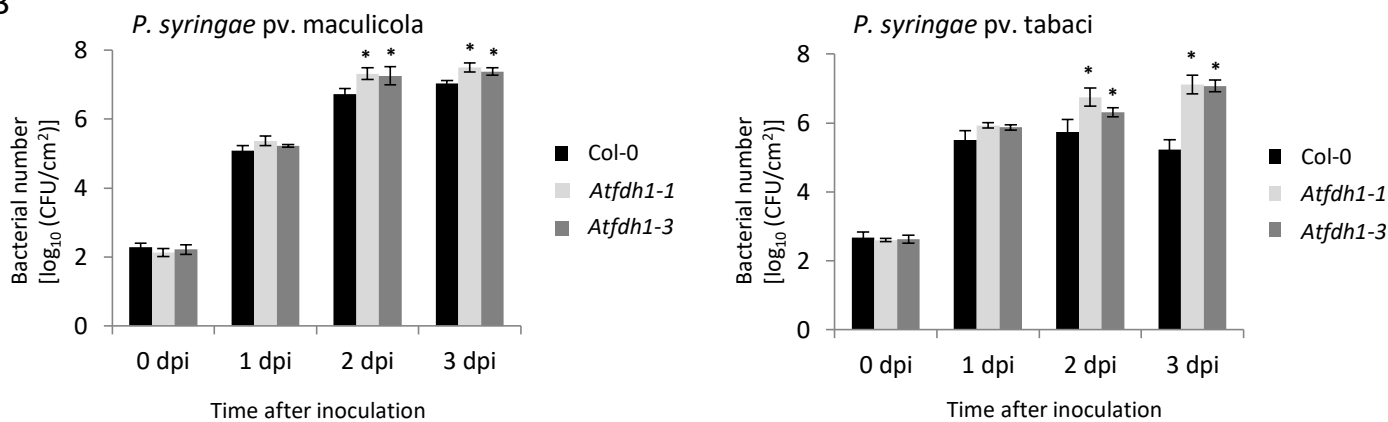 B
P. syringae pv. maculicola
Bacterial number
[log₁₀ (CFU/cm²)]
8
6
4
2
0
* * * *
0 dpi 1 dpi 2 dpi 3 dpi
Time after inoculation
Col-0
Atfdh1-1
Atfdh1-3
P. syringae pv. tabaci
Bacterial number
[log₁₀ (CFU/cm²)]
8
6
4
2
0
* * * *
0 dpi 1 dpi 2 dpi 3 dpi
Time after inoculation
Col-0
Atfdh1-1
Atfdh1-3